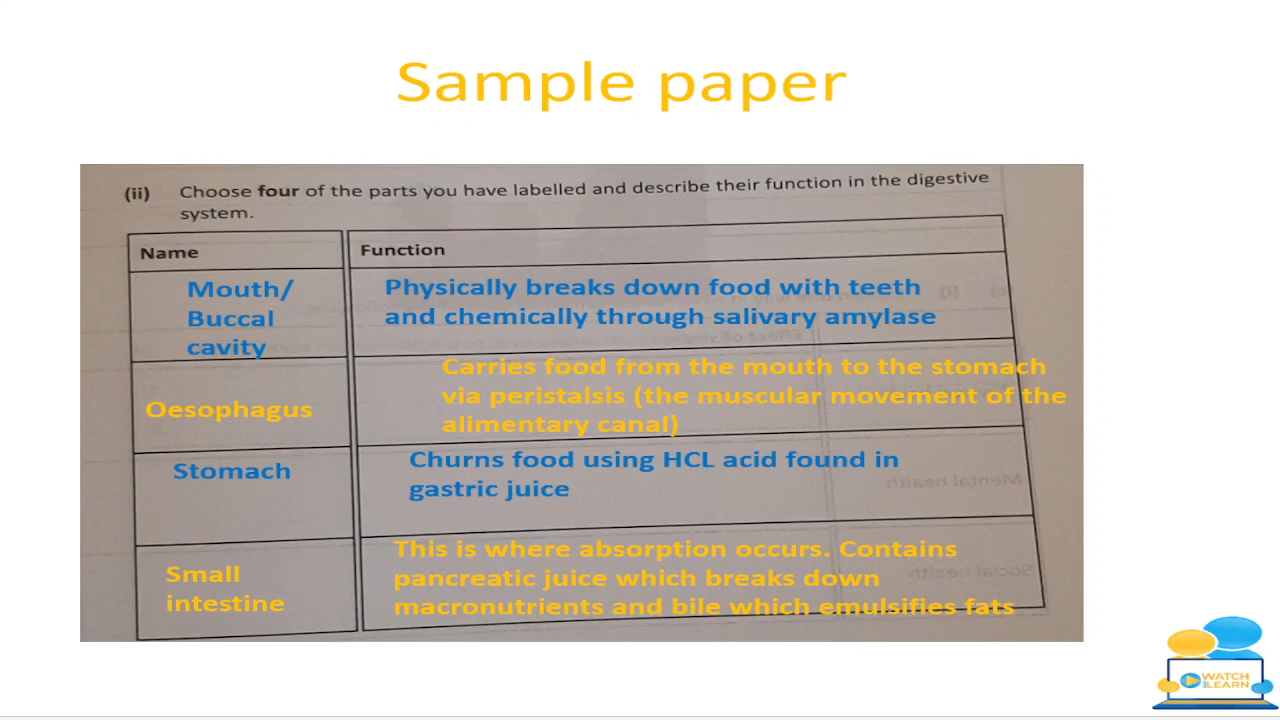 Sample paper
(ii) Choose four of the parts you have labelled and describe their function in the digestive
system.
Name
Function
Mouth/
Buccal
cavity
Physically breaks down food with teeth
and chemically through salivary amylase
Oesophagus
Carries food from the mouth to the stomach
via peristalsis (the muscular movement of the
alimentary canal)
Stomach
Churns food using HCL acid found in
gastric juice
Mental health
Small
intestine
This is where absorption occurs. Contains
pancreatic juice which breaks down
macronutrients and bile which emulsifies fats
Social health
WATCH
LEARN